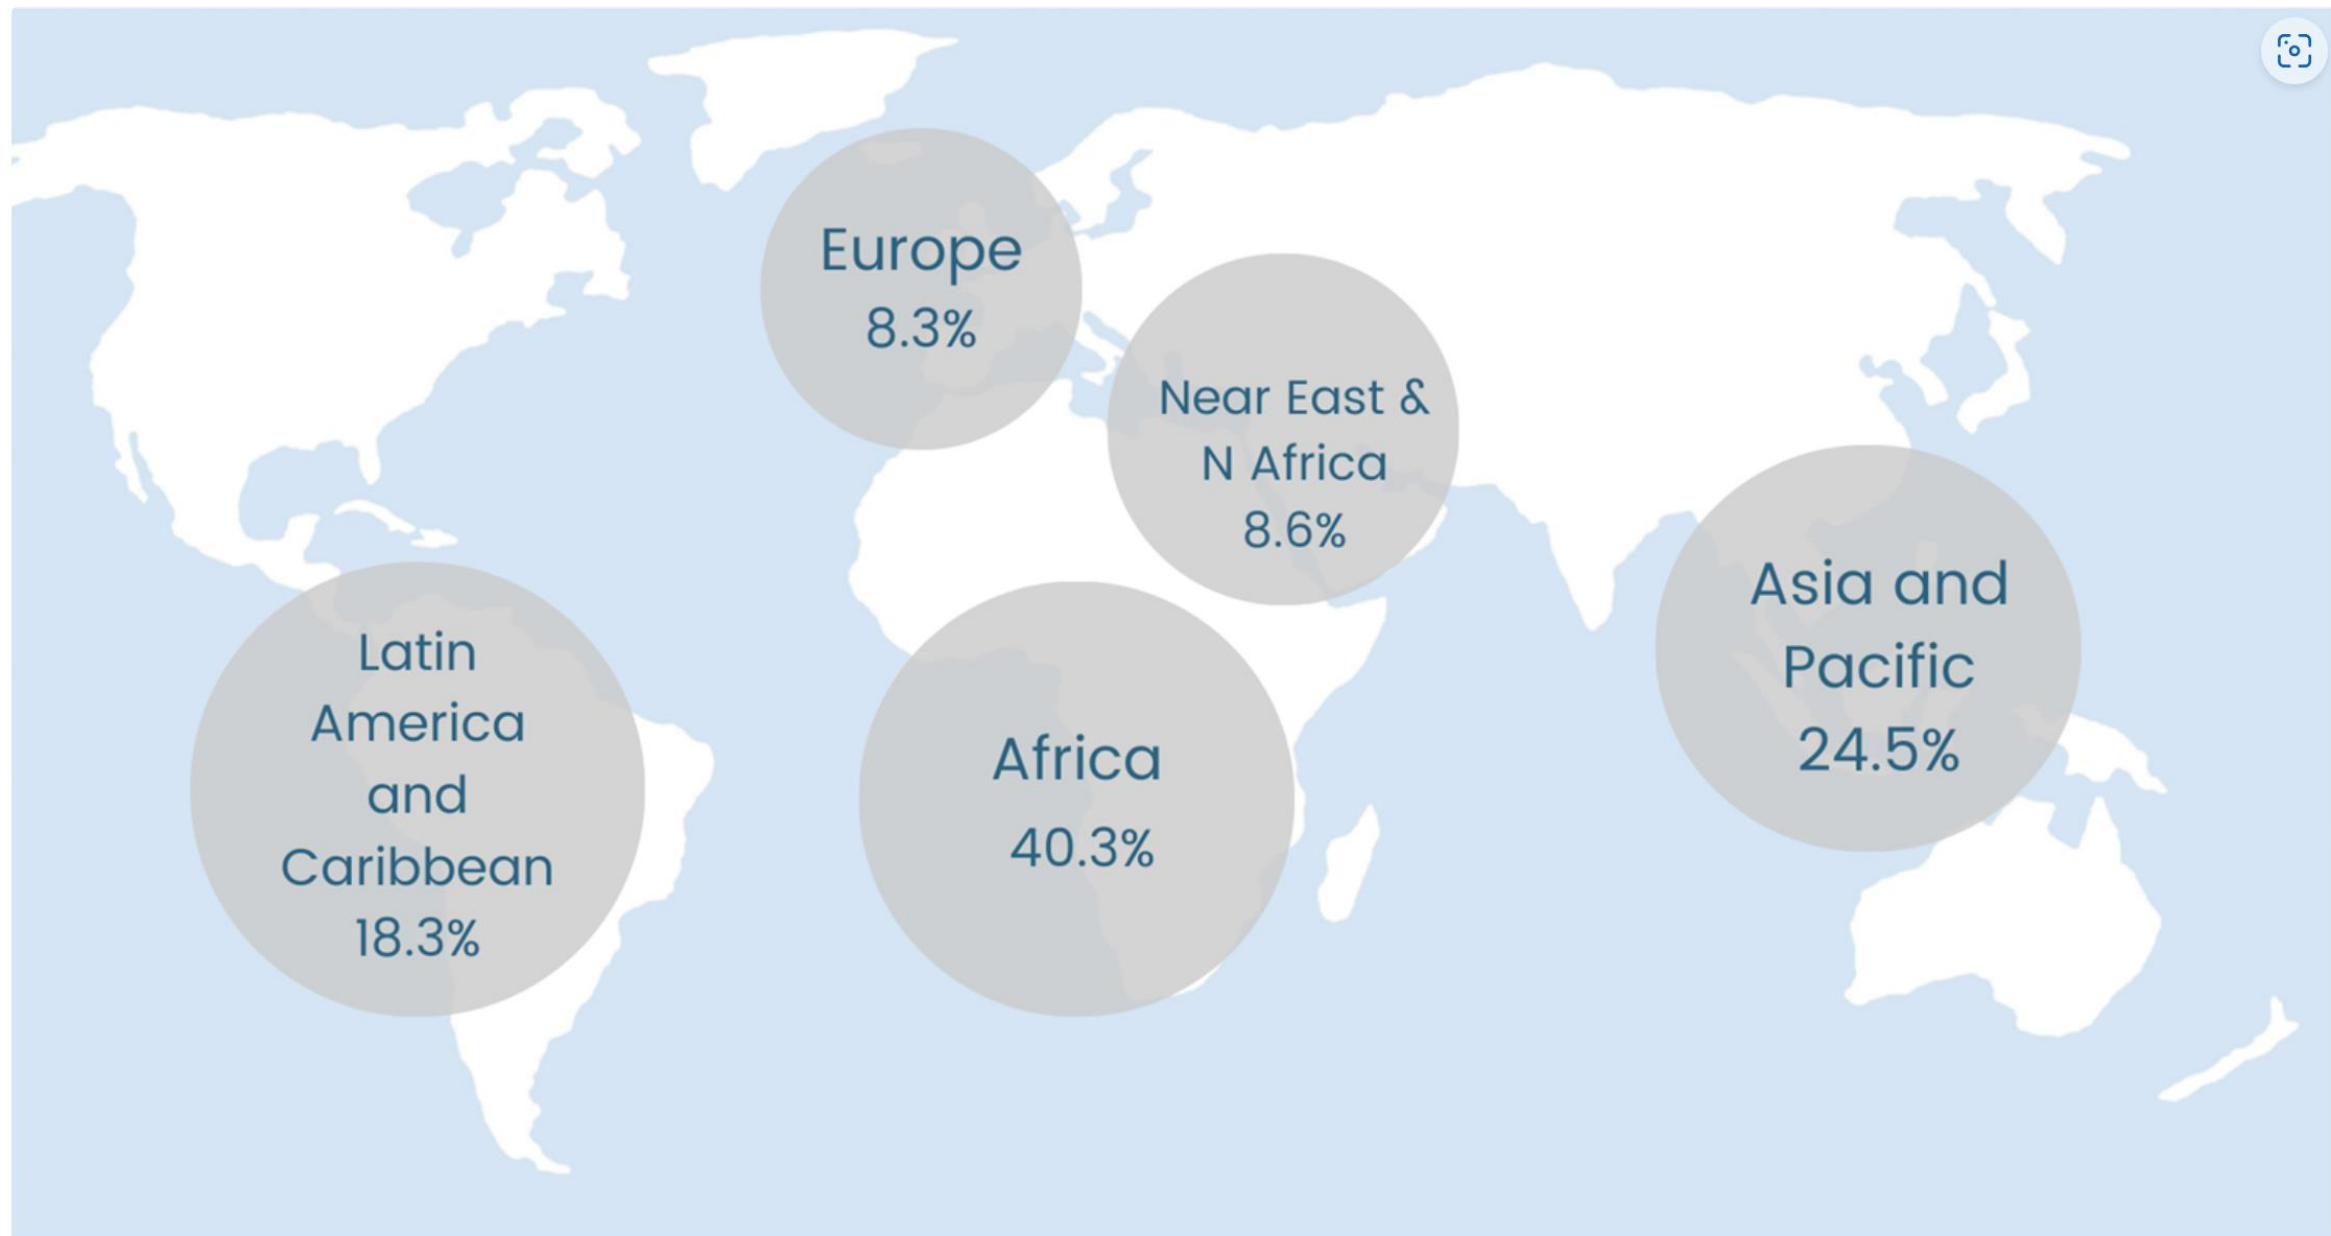 Europe
8.3%
Near East &
N Africa
8.6%
Asia and
Pacific
24.5%
Latin
America
and
Caribbean
18.3%
Africa
40.3%